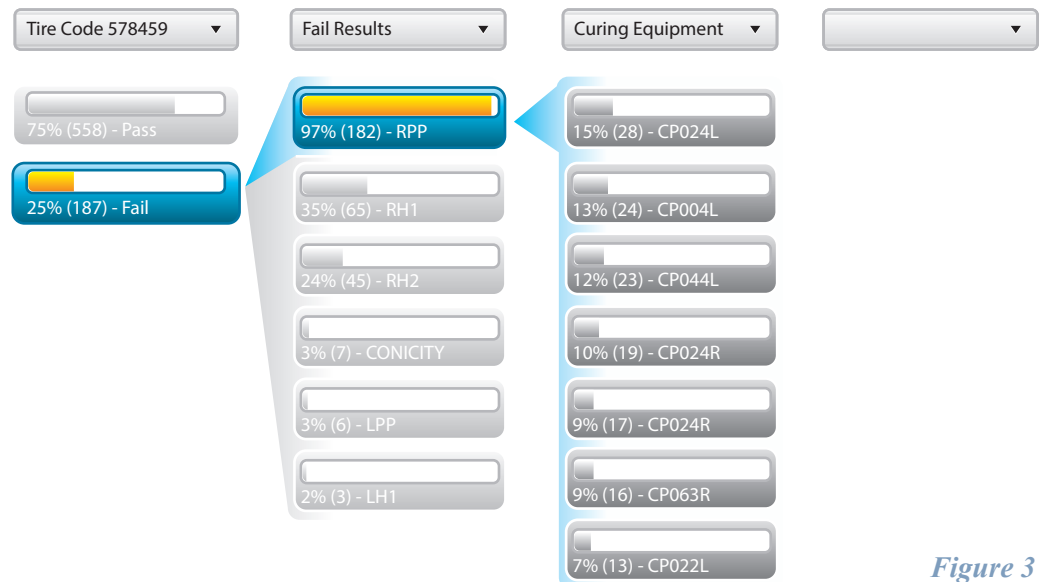 Tire Code 578459
Fail Results
Curing Equipment
75% (558) - Pass
25% (187) - Fail
97% (182) - RPP
35% (65) - RH1
24% (45) - RH2
3% (7) - CONICITY
3% (6) - LPP
2% (3) - LH1
15% (28) - CP024L
13% (24) - CP004L
12% (23) - CP044L
10% (19) - CP024R
9% (17) - CP024R
9% (16) - CP063R
7% (13) - CP022L
Figure 3